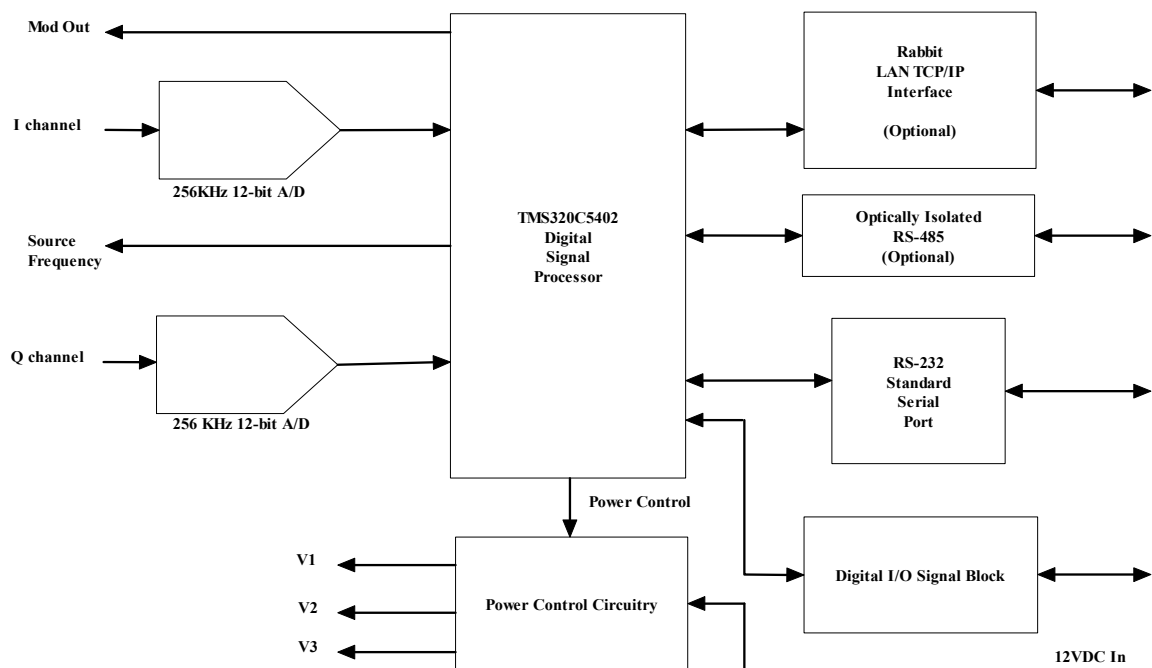 Mod Out
I channel
256KHz 12-bit A/D
Source
Frequency
Q channel
256 KHz 12-bit A/D
TMS320C5402
Digital
Signal
Processor
Power Control
V1
V2
V3
Power Control Circuitry
Rabbit
LAN TCP/IP
Interface
(Optional)
Optically Isolated
RS-485
(Optional)
RS-232
Standard
Serial
Port
Digital I/O Signal Block
12VDC In